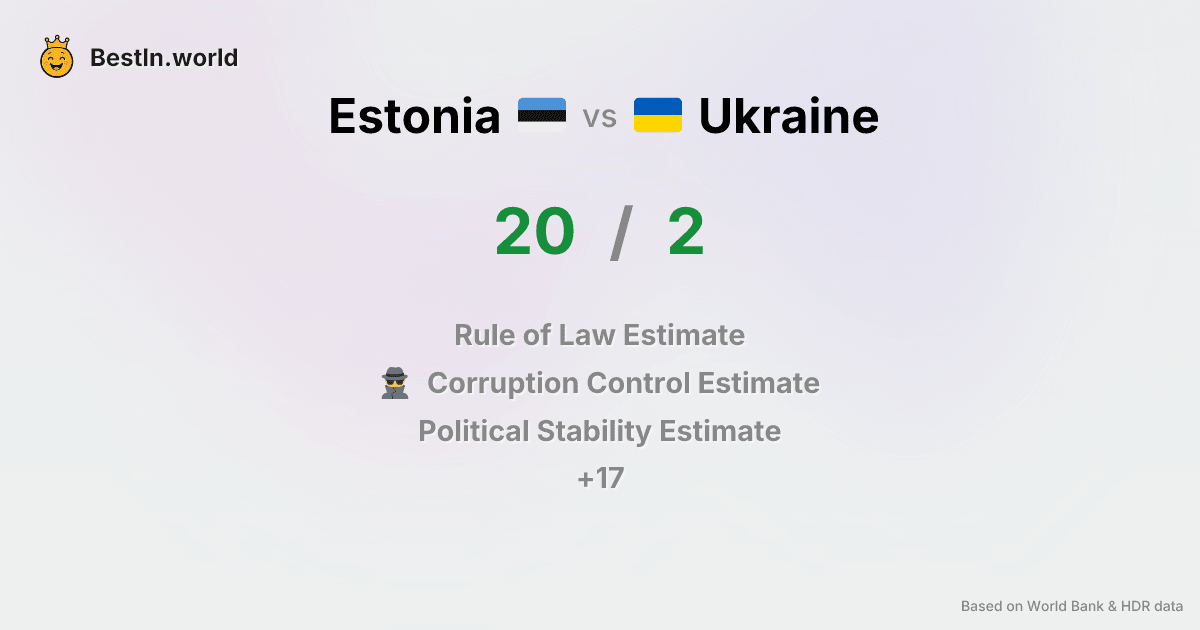 BestIn.world
Estonia vs Ukraine
20 / 2
Rule of Law Estimate
Corruption Control Estimate
Political Stability Estimate
+17
Based on World Bank & HDR data